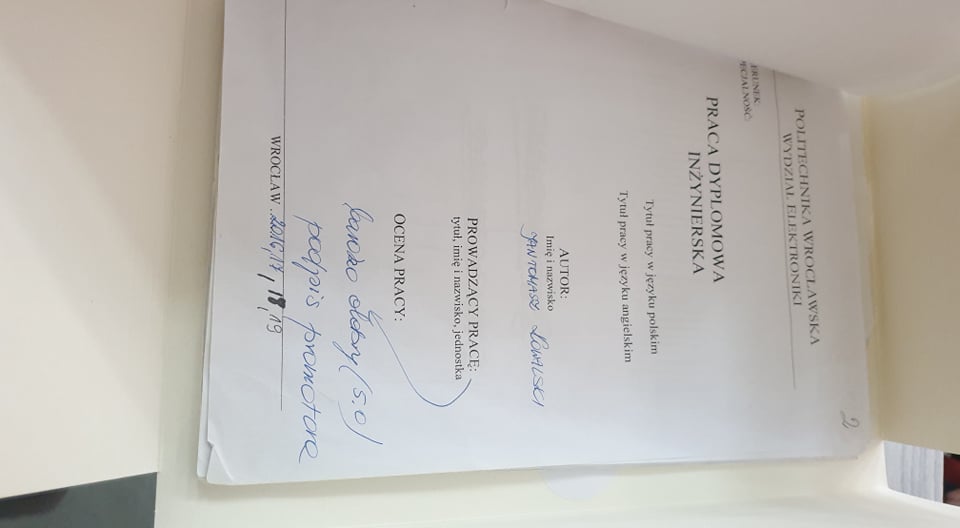 2
POLITECHNIKA WROCŁAWSKA
WYDZIAŁ ELEKTRONIKI
ERUNEK:
PECJALNOŚĆ:
PRACA DYPLOMOWA
INŻYNIERSKA
Tytuł pracy w języku polskim
Tytuł pracy w języku angielskim
AUTOR:
Imię i nazwisko
JAN TOMASZ KOWALSKI
PROWADZĄCY PRACĘ:
tytuł, imię i nazwisko, jednostka
OCENA PRACY:
bardzo dobry (5.0)
podpis promotora
WROCŁAW 2016,17, 18, 19